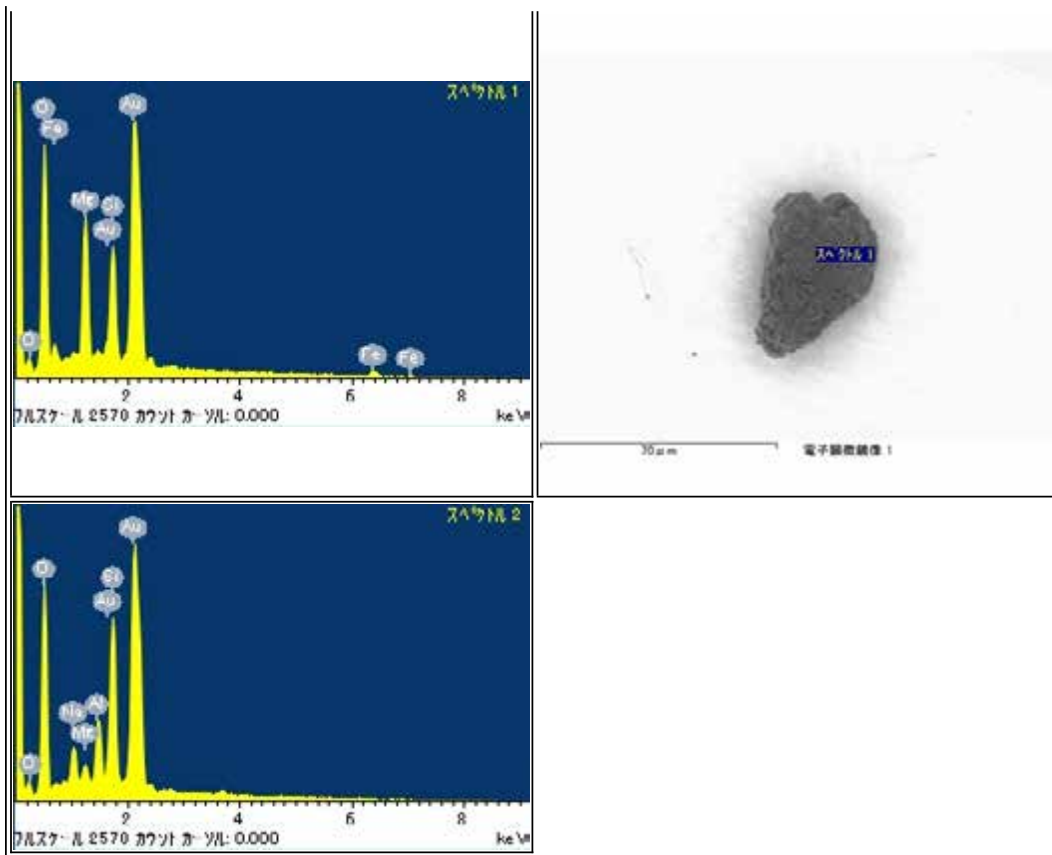 スペクトル 1
Au
O
Fe
Mg
Si
Au
O
Fe
Fe
2 4 6 8
フルスケール 2570 カウント カーソル: 0.000 keV
スペクトル 1
電子顕微鏡像 1
スペクトル 2
Au
O
Si
Au
Al
Na
Mg
O
2 4 6 8
フルスケール 2570 カウント カーソル: 0.000 keV